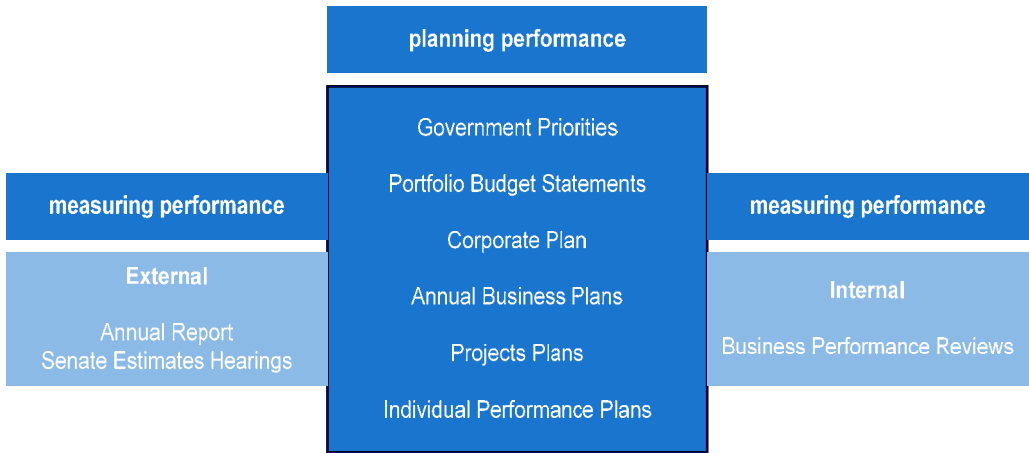 planning performance
Government Priorities
Portfolio Budget Statements
Corporate Plan
Annual Business Plans
Projects Plans
Individual Performance Plans
measuring performance
External
Annual Report
Senate Estimates Hearings
measuring performance
Internal
Business Performance Reviews